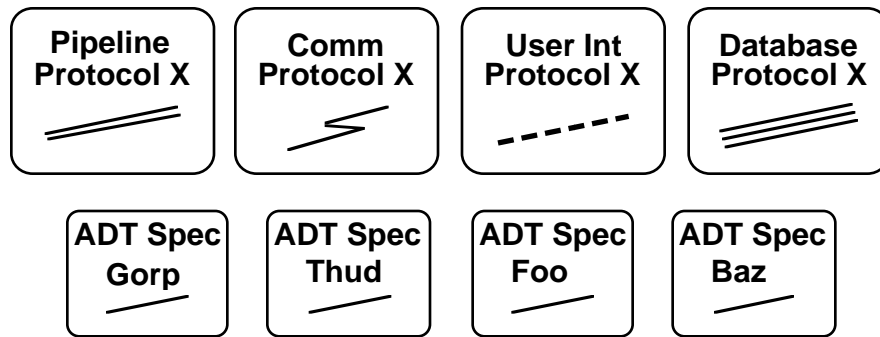 Pipeline
Protocol X
Comm
Protocol X
User Int
Protocol X
Database
Protocol X
ADT Spec
Gorp
ADT Spec
Thud
ADT Spec
Foo
ADT Spec
Baz